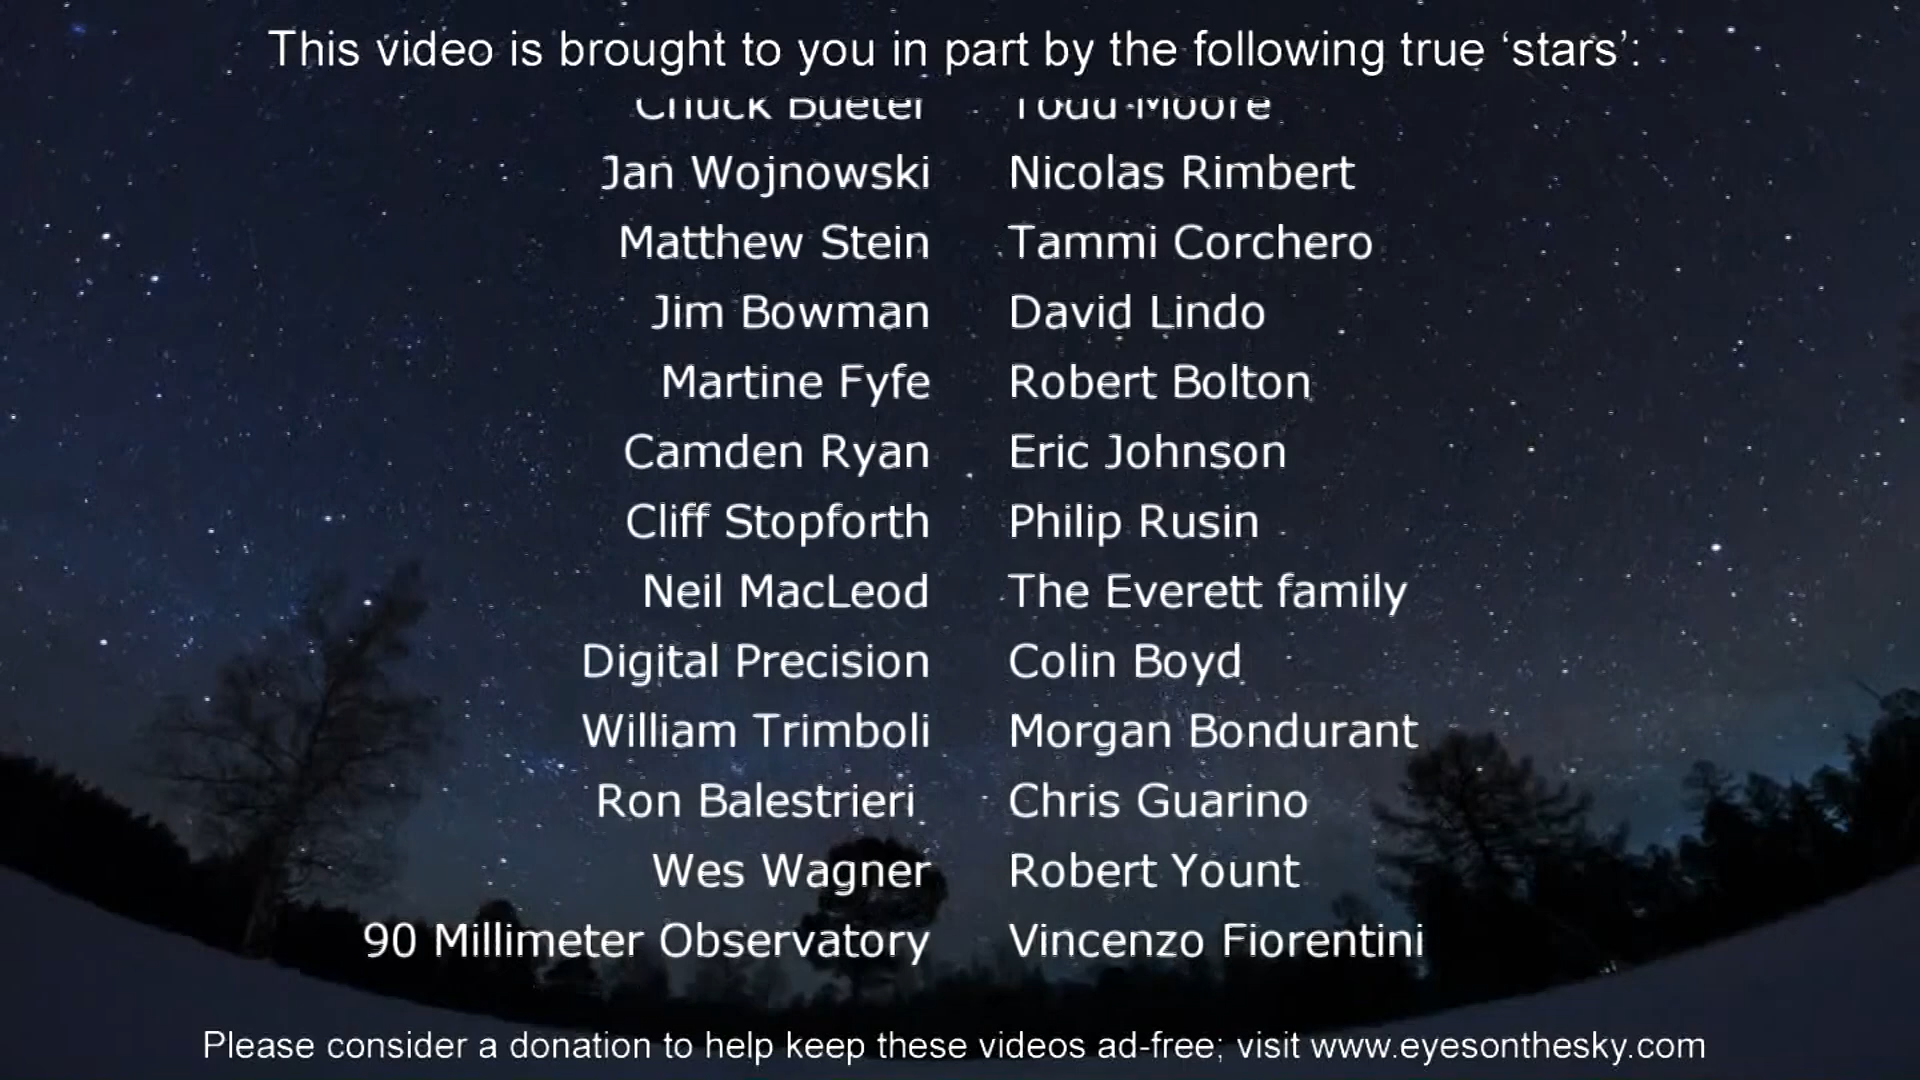 This video is brought to you in part by the following true ‘stars’:
Chuck Bueter Todd Moore
Jan Wojnowski Nicolas Rimbert
Matthew Stein Tammi Corchero
Jim Bowman David Lindo
Martine Fyfe Robert Bolton
Camden Ryan Eric Johnson
Cliff Stopforth Philip Rusin
Neil MacLeod The Everett family
Digital Precision Colin Boyd
William Trimboli Morgan Bondurant
Ron Balestrieri Chris Guarino
Wes Wagner Robert Yount
90 Millimeter Observatory Vincenzo Fiorentini
Please consider a donation to help keep these videos ad-free; visit www.eyesonthesky.com